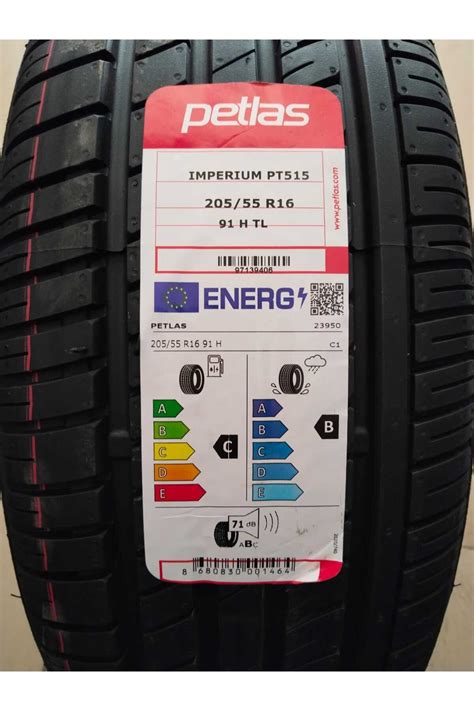 petlas
IMPERIUM PT515
205/55 R16
91 H TL
www.petlas.com
97139406
ENERG
PETLAS 23950
205/55 R16 91 H C1
A A
B B B
C C C
D D
E E
71 dB
ABC
8 680830 001464